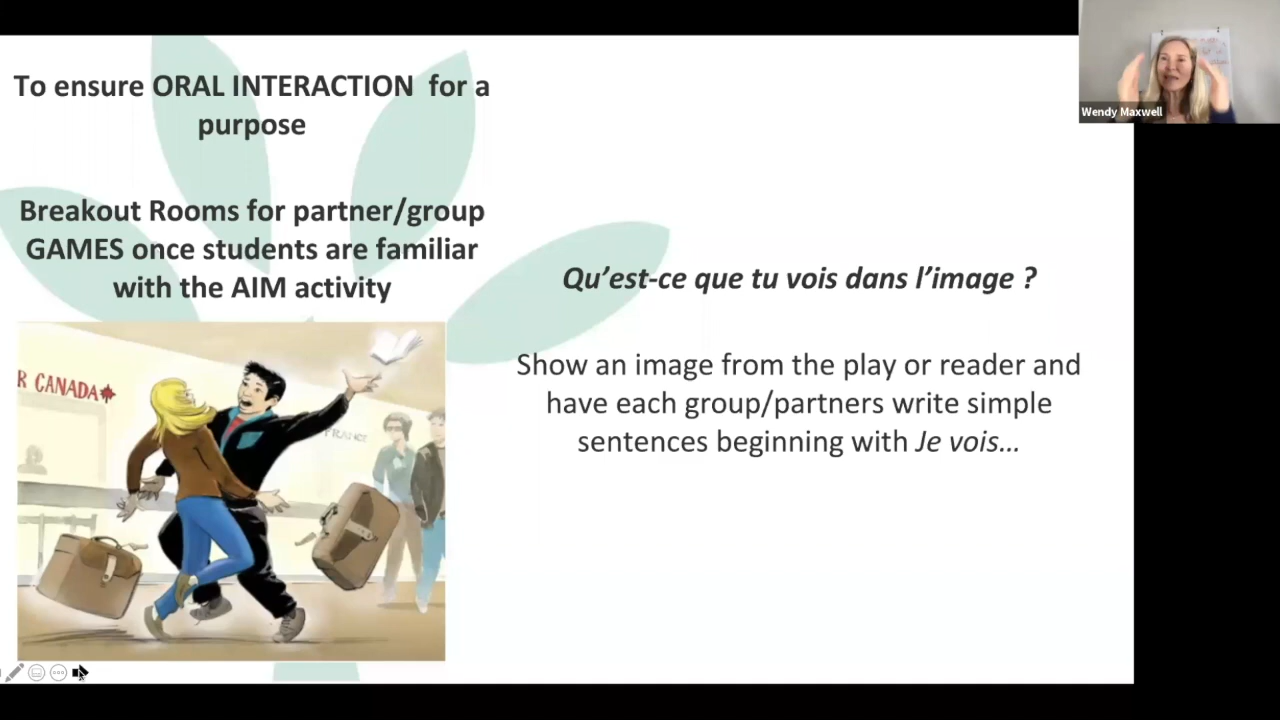 To ensure ORAL INTERACTION for a
purpose
Breakout Rooms for partner/group
GAMES once students are familiar
with the AIM activity
Qu’est-ce que tu vois dans l’image ?
Show an image from the play or reader and
have each group/partners write simple
sentences beginning with Je vois…
R CANADA
FRANCE
Wendy Maxwell